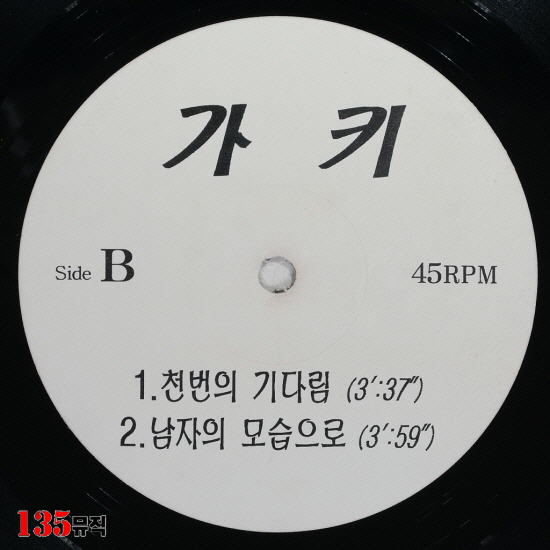 가 키
Side B
45RPM
1.천번의 기다림 (3':37")
2.남자의 모습으로 (3':59")
135뮤직